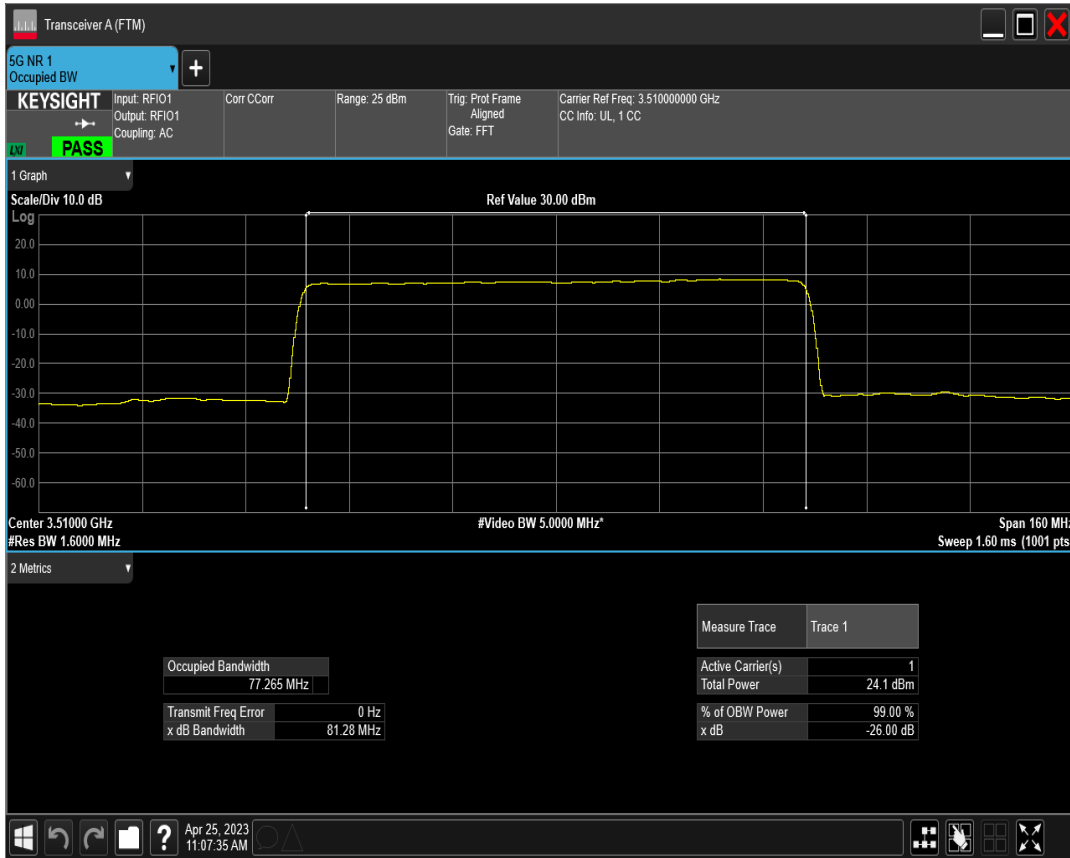 Transceiver A (FTM)
5G NR 1
Occupied BW
+
KEYSIGHT
LXI
PASS
Input: RFIO1
Output: RFIO1
Coupling: AC
Corr CCorr
Range: 25 dBm
Trig: Prot Frame
Aligned
Gate: FFT
Carrier Ref Freq: 3.510000000 GHz
CC Info: UL, 1 CC
1 Graph
Scale/Div 10.0 dB
Ref Value 30.00 dBm
Log
20.0
10.0
0.00
-10.0
-20.0
-30.0
-40.0
-50.0
-60.0
Center 3.51000 GHz
#Video BW 5.0000 MHz*
Span 160 MHz
#Res BW 1.6000 MHz
Sweep 1.60 ms (1001 pts
2 Metrics
Measure Trace Trace 1
Occupied Bandwidth
77.265 MHz
Active Carrier(s) 1
Total Power 24.1 dBm
Transmit Freq Error 0 Hz
x dB Bandwidth 81.28 MHz
% of OBW Power 99.00 %
x dB -26.00 dB
?
Apr 25, 2023
11:07:35 AM